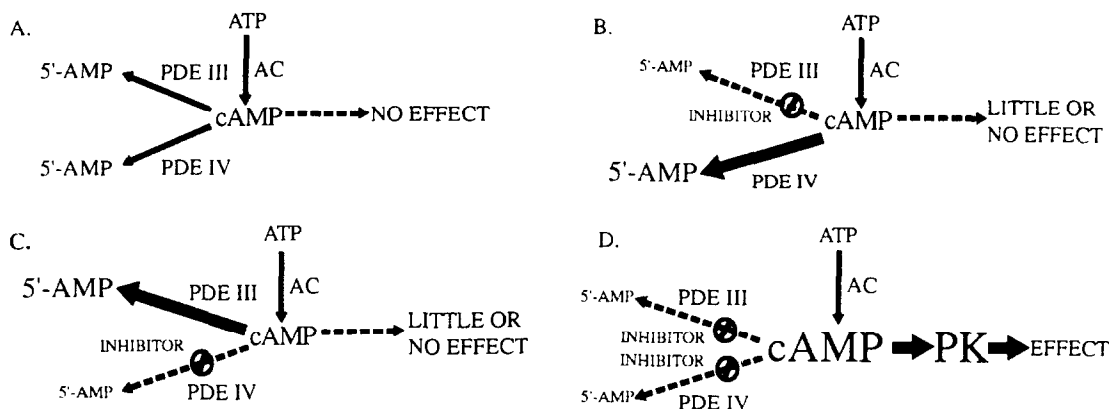 A.
ATP
5'-AMP
PDE III
AC
cAMP
NO EFFECT
5'-AMP
PDE IV
B.
ATP
5'-AMP
PDE III
AC
INHIBITOR
cAMP
LITTLE OR
NO EFFECT
5'-AMP
PDE IV
C.
ATP
5'-AMP
PDE III
AC
INHIBITOR
cAMP
LITTLE OR
NO EFFECT
5'-AMP
PDE IV
D.
ATP
5'-AMP
PDE III
AC
INHIBITOR
INHIBITOR
cAMP
PK
EFFECT
5'-AMP
PDE IV